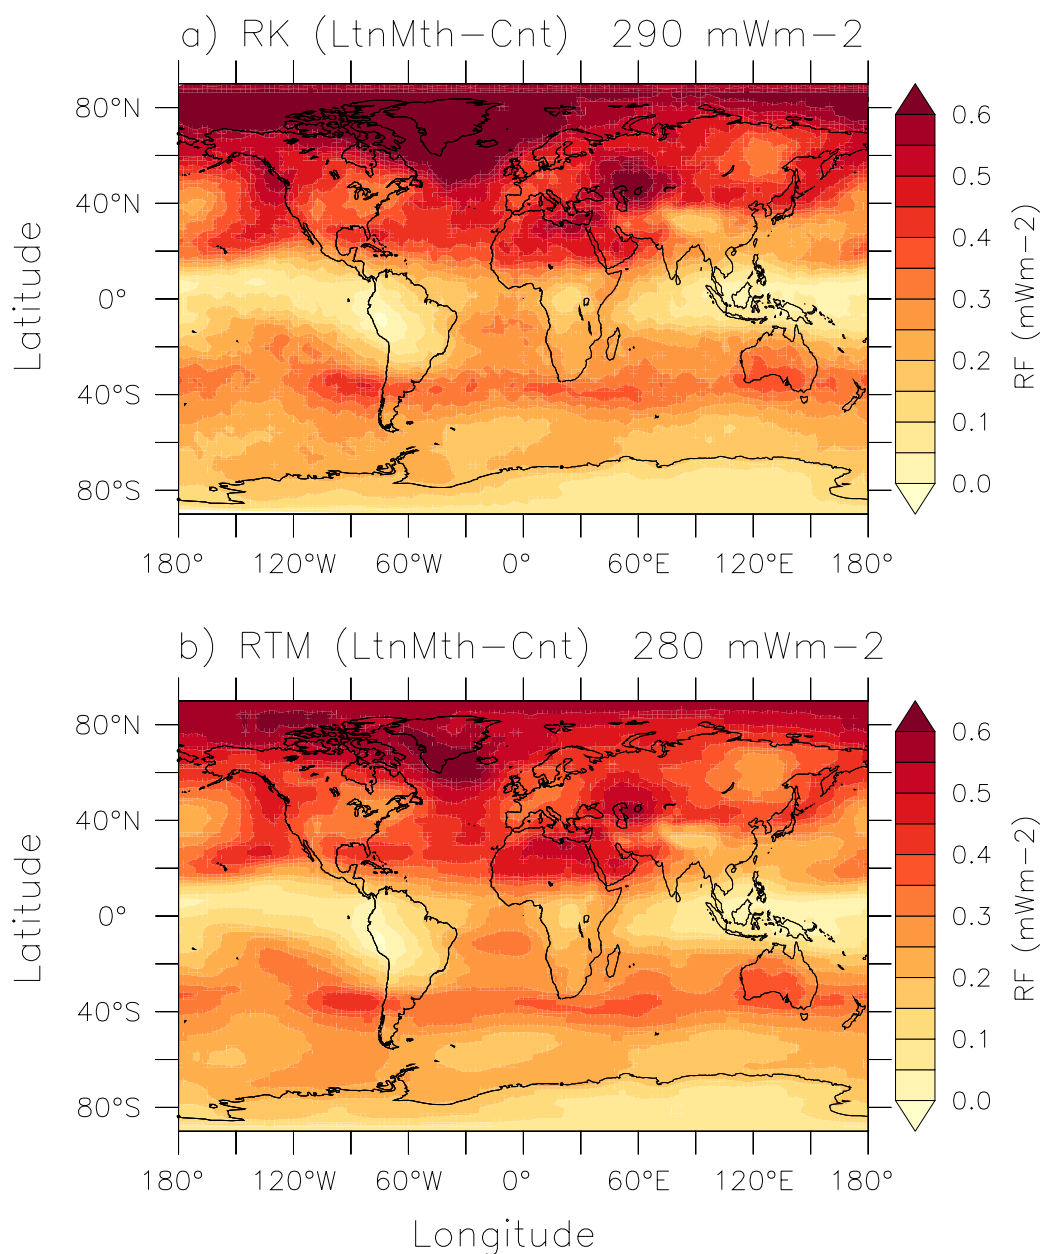 a) RK (LtnMth-Cnt) 290 mWm-2
Latitude
80°N
40°N
0°
40°S
80°S
180° 120°W 60°W 0° 60°E 120°E 180°
0.6
0.5
0.4
0.3
0.2
0.1
0.0
RF (mWm-2)
b) RTM (LtnMth-Cnt) 280 mWm-2
Latitude
80°N
40°N
0°
40°S
80°S
180° 120°W 60°W 0° 60°E 120°E 180°
Longitude
0.6
0.5
0.4
0.3
0.2
0.1
0.0
RF (mWm-2)